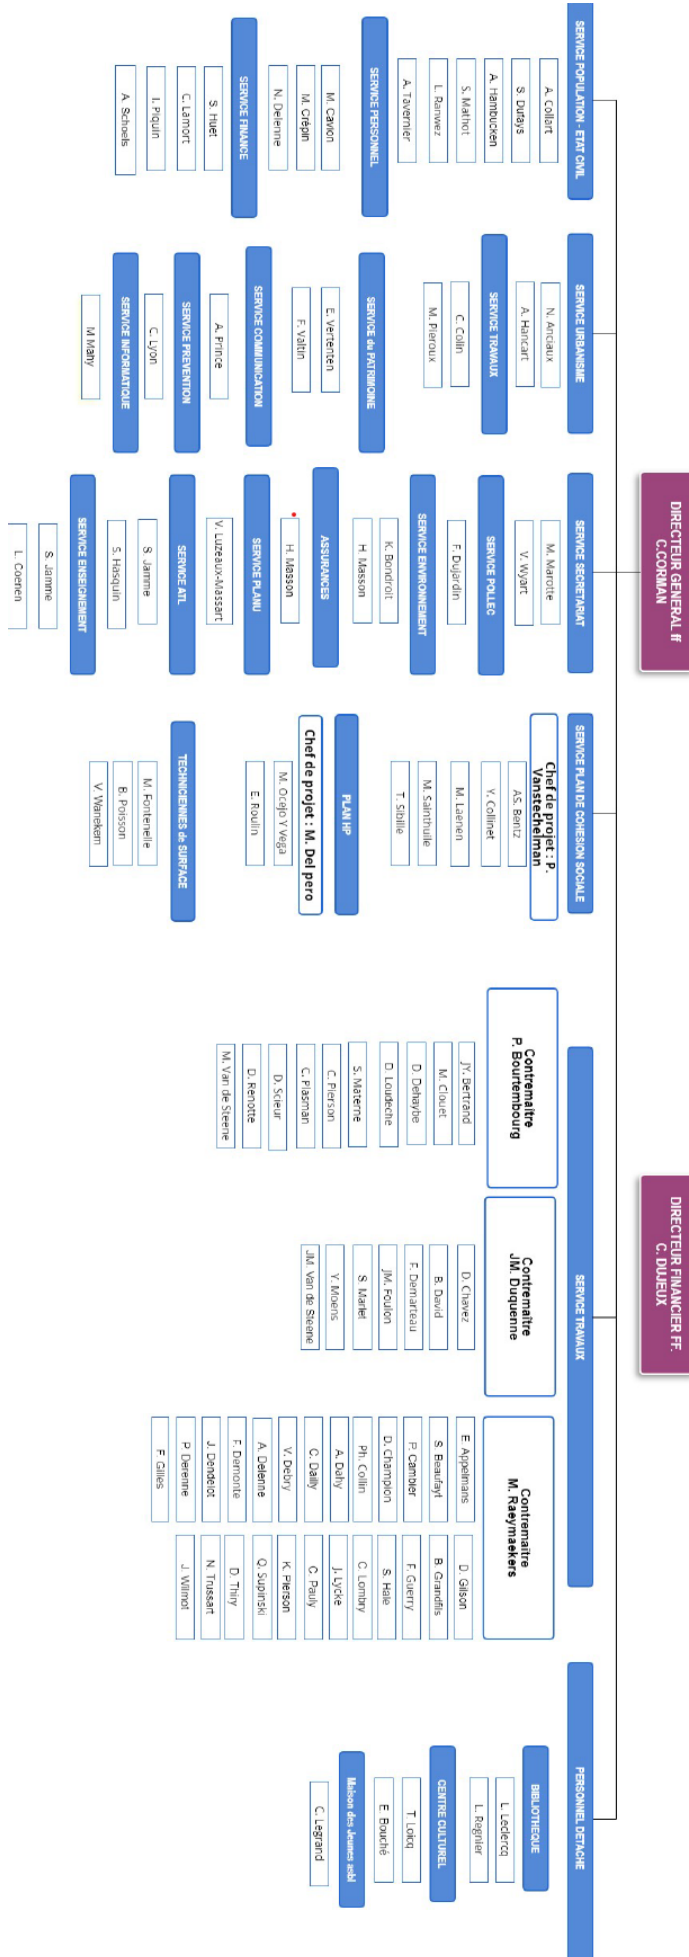 DIRECTEUR GENERAL ff
C.CORMAN
DIRECTEUR FINANCIER FF.
C. DUJEUX
SERVICE POPULATION - ETAT CIVIL
A. Collart
S. Dufays
A. Hambucken
S. Mathot
L. Ranwez
A. Tavernier
SERVICE PERSONNEL
M. Cavion
M. Crépin
N. Delenne
SERVICE FINANCE
S. Huet
C. Lamort
I. Piquin
A. Schoels
SERVICE URBANISME
N. Anciaux
A. Hancart
SERVICE TRAVAUX
C. Colin
M. Pieroux
SERVICE du PATRIMOINE
E. Vertenten
F. Valtin
SERVICE COMMUNICATION
A. Prince
SERVICE PREVENTION
C. Lyon
SERVICE INFORMATIQUE
M Mahy
SERVICE SECRETARIAT
M. Marotte
V. Wyart
SERVICE POLLEC
F. Dujardin
SERVICE ENVIRONNEMENT
K. Bondroit
H. Masson
ASSURANCES
H. Masson
SERVICE PLANU
V. Luzeaux-Massart
SERVICE ATL
S. Jamme
S. Hasquin
SERVICE ENSEIGNEMENT
S. Jamme
L. Coenen
SERVICE PLAN DE COHESION SOCIALE
Chef de projet : P.
Vanstechelman
AS. Bentz
Y. Collinet
M. Laenen
M. Sainthuile
T. Sibille
PLAN HP
Chef de projet : M. Del pero
M. Ocejo Y Vega
E. Roulin
TECHNICIENNES de SURFACE
M. Fontenelle
B. Poisson
V. Wanekem
SERVICE TRAVAUX
Contremaître
P. Bourtembourg
JY. Bertrand
M. Clouet
D. Dehaybe
D. Loudeche
S. Materne
C. Pierson
C. Plasman
D. Scieur
D. Renotte
M. Van de Steene
Contremaître
JM. Duquenne
D. Chavez
B. David
F. Demarteau
JM. Foulon
S. Marlet
Y. Moens
JM. Van de Steene
Contremaître
M. Raeymaekers
E. Appelmans
S. Beaufayt
P. Cambier
D. Champion
Ph. Collin
A. Dahy
C. Dailly
V. Debry
A. Delenne
F. Demonte
J. Dendelot
P. Derenne
F. Gilles
D. Gilson
B. Grandfils
F. Guerry
S. Hale
C. Lombry
J. Lycke
C. Pauly
K. Pierson
Q. Supinski
D. Thiry
N. Trussart
J. Wilmot
PERSONNEL DETACHE
BIBLIOTHEQUE
L. Leclercq
L. Regnier
CENTRE CULTUREL
T. Loicq
E. Bouché
Maison des Jeunes asbl
C. Legrand